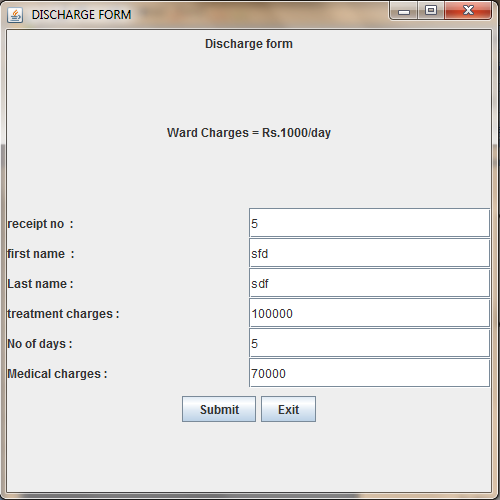 DISCHARGE FORM
Discharge form
Ward Charges = Rs.1000/day
receipt no : 5
first name : sfd
Last name : sdf
treatment charges : 100000
No of days : 5
Medical charges : 70000
Submit Exit